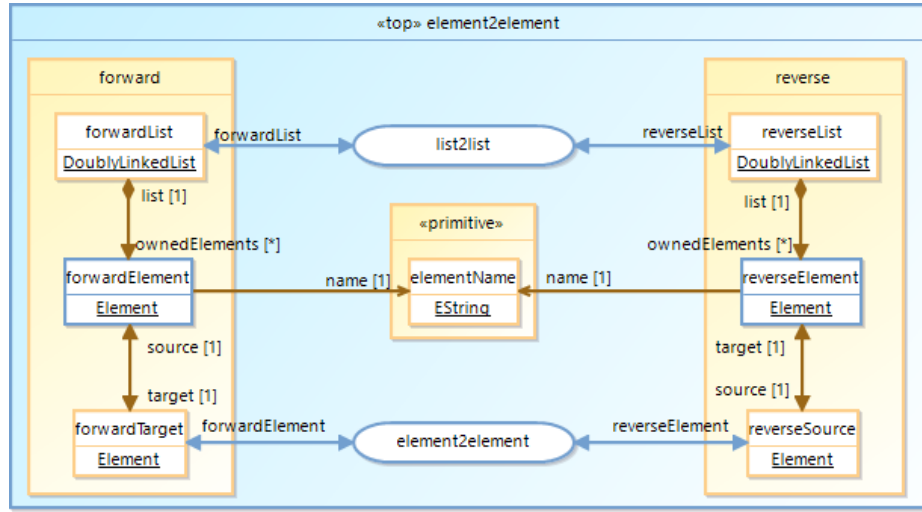 «top» element2element
forward
reverse
forwardList
DoublyLinkedList
forwardList
list2list
reverseList
reverseList
DoublyLinkedList
list [1]
list [1]
«primitive»
ownedElements [*]
ownedElements [*]
forwardElement
Element
name [1]
elementName
EString
name [1]
reverseElement
Element
source [1]
target [1]
target [1]
source [1]
forwardTarget
Element
forwardElement
element2element
reverseElement
reverseSource
Element